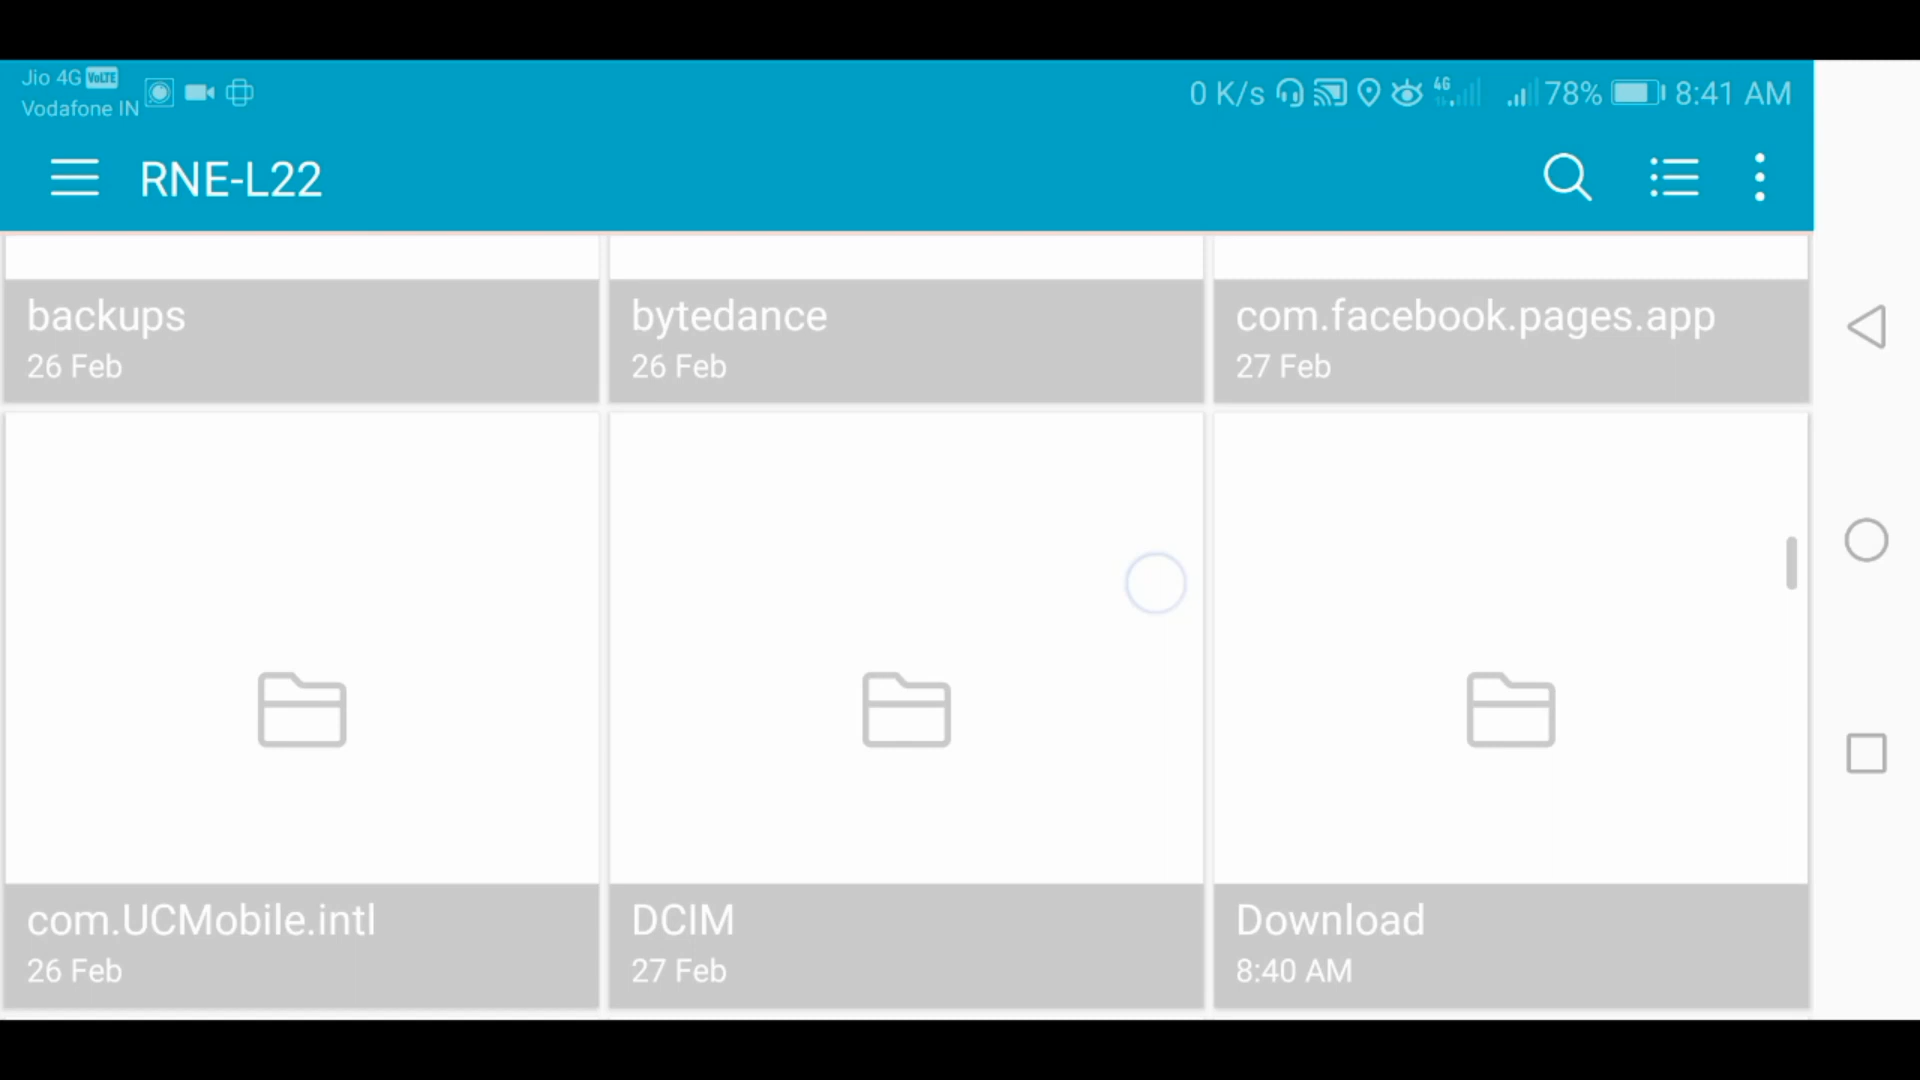 Jio 4G VoLTE
Vodafone IN
0 K/s 4G 78% 8:41 AM
RNE-L22
backups
26 Feb
bytedance
26 Feb
com.facebook.pages.app
27 Feb
com.UCMobile.intl
26 Feb
DCIM
27 Feb
Download
8:40 AM